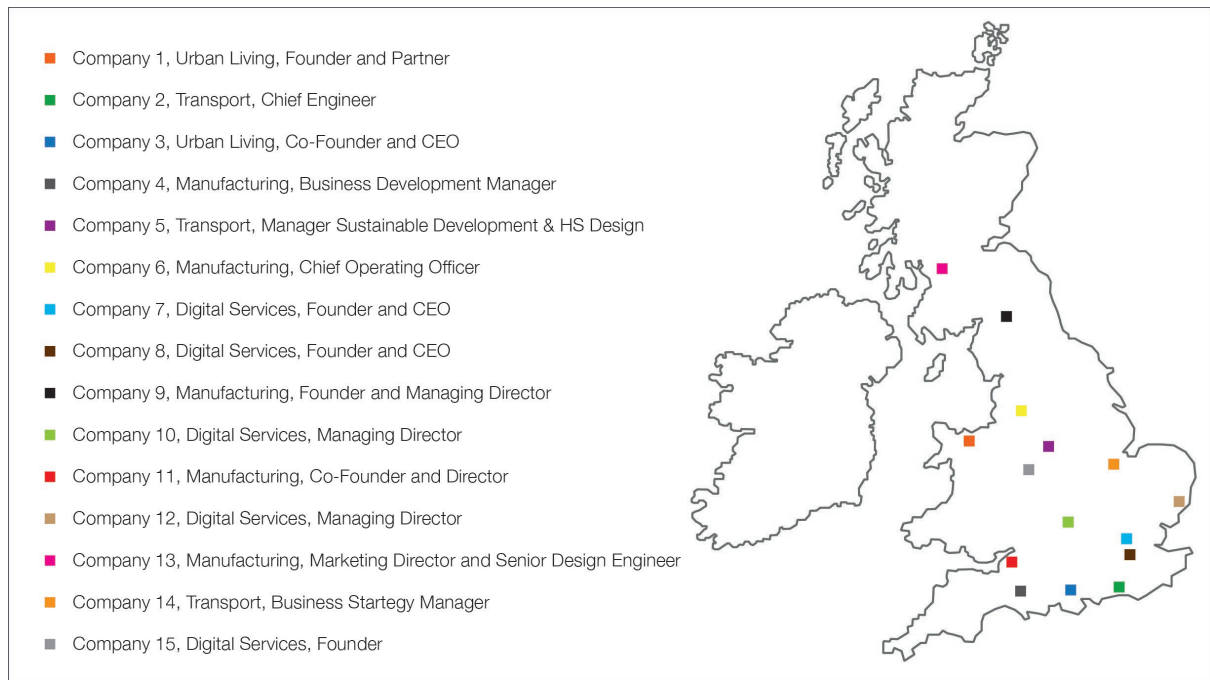 Company 1, Urban Living, Founder and Partner
Company 2, Transport, Chief Engineer
Company 3, Urban Living, Co-Founder and CEO
Company 4, Manufacturing, Business Development Manager
Company 5, Transport, Manager Sustainable Development & HS Design
Company 6, Manufacturing, Chief Operating Officer
Company 7, Digital Services, Founder and CEO
Company 8, Digital Services, Founder and CEO
Company 9, Manufacturing, Founder and Managing Director
Company 10, Digital Services, Managing Director
Company 11, Manufacturing, Co-Founder and Director
Company 12, Digital Services, Managing Director
Company 13, Manufacturing, Marketing Director and Senior Design Engineer
Company 14, Transport, Business Startegy Manager
Company 15, Digital Services, Founder